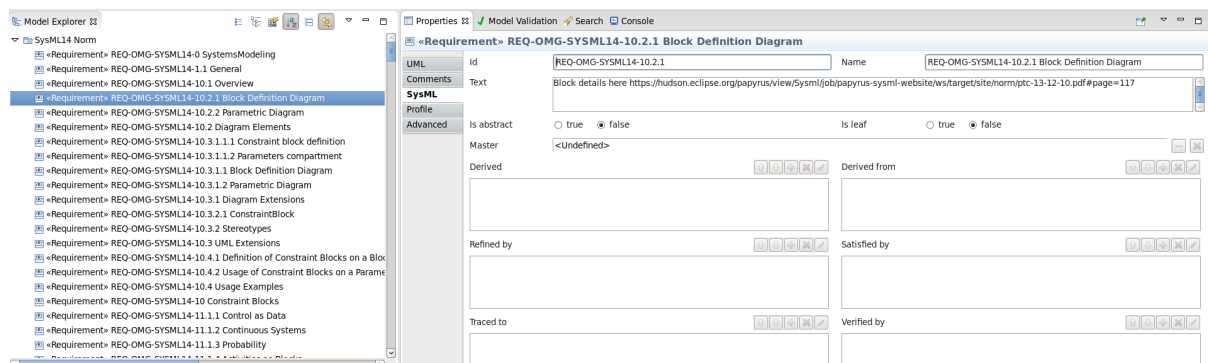 Model Explorer
SysML14 Norm
«Requirement» REQ-OMG-SYSML14-0 SystemsModeling
«Requirement» REQ-OMG-SYSML14-1.1 General
«Requirement» REQ-OMG-SYSML14-10.1 Overview
«Requirement» REQ-OMG-SYSML14-10.2.1 Block Definition Diagram
«Requirement» REQ-OMG-SYSML14-10.2.2 Parametric Diagram
«Requirement» REQ-OMG-SYSML14-10.2 Diagram Elements
«Requirement» REQ-OMG-SYSML14-10.3.1.1.1 Constraint block definition
«Requirement» REQ-OMG-SYSML14-10.3.1.1.2 Parameters compartment
«Requirement» REQ-OMG-SYSML14-10.3.1.1 Block Definition Diagram
«Requirement» REQ-OMG-SYSML14-10.3.1.2 Parametric Diagram
«Requirement» REQ-OMG-SYSML14-10.3.1 Diagram Extensions
«Requirement» REQ-OMG-SYSML14-10.3.2.1 ConstraintBlock
«Requirement» REQ-OMG-SYSML14-10.3.2 Stereotypes
«Requirement» REQ-OMG-SYSML14-10.3 UML Extensions
«Requirement» REQ-OMG-SYSML14-10.4.1 Definition of Constraint Blocks on a Bloc
«Requirement» REQ-OMG-SYSML14-10.4.2 Usage of Constraint Blocks on a Parame
«Requirement» REQ-OMG-SYSML14-10.4 Usage Examples
«Requirement» REQ-OMG-SYSML14-10 Constraint Blocks
«Requirement» REQ-OMG-SYSML14-11.1.1 Control as Data
«Requirement» REQ-OMG-SYSML14-11.1.2 Continuous Systems
«Requirement» REQ-OMG-SYSML14-11.1.3 Probability
Properties Model Validation Search Console
«Requirement» REQ-OMG-SYSML14-10.2.1 Block Definition Diagram
UML
Comments
SysML
Profile
Advanced
Id REQ-OMG-SYSML14-10.2.1 Name REQ-OMG-SYSML14-10.2.1 Block Definition Diagram
Text Block details here https://hudson.eclipse.org/papyrus/view/Sysml/job/papyrus-sysml-website/ws/target/site/norm/ptc-13-12-10.pdf#page=117
Is abstract true false Is leaf true false
Master <Undefined>
Derived Derived from
Refined by Satisfied by
Traced to Verified by